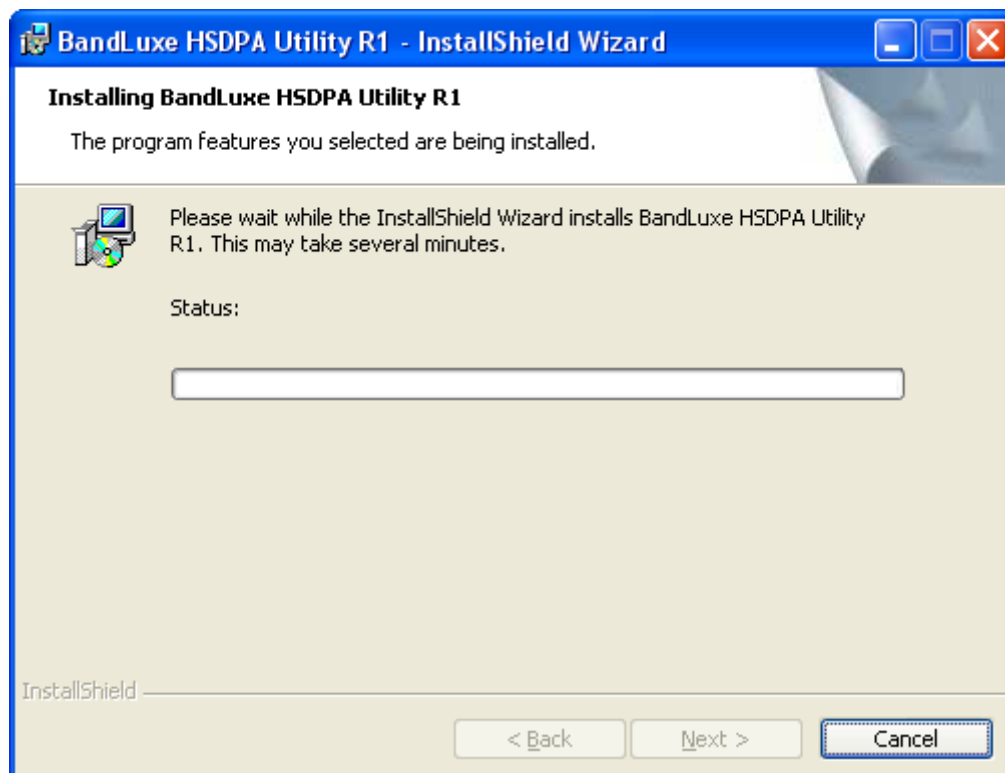 BandLuxe HSDPA Utility R1 - InstallShield Wizard
Installing BandLuxe HSDPA Utility R1
The program features you selected are being installed.
Please wait while the InstallShield Wizard installs BandLuxe HSDPA Utility
R1. This may take several minutes.
Status:
InstallShield
< Back Next > Cancel